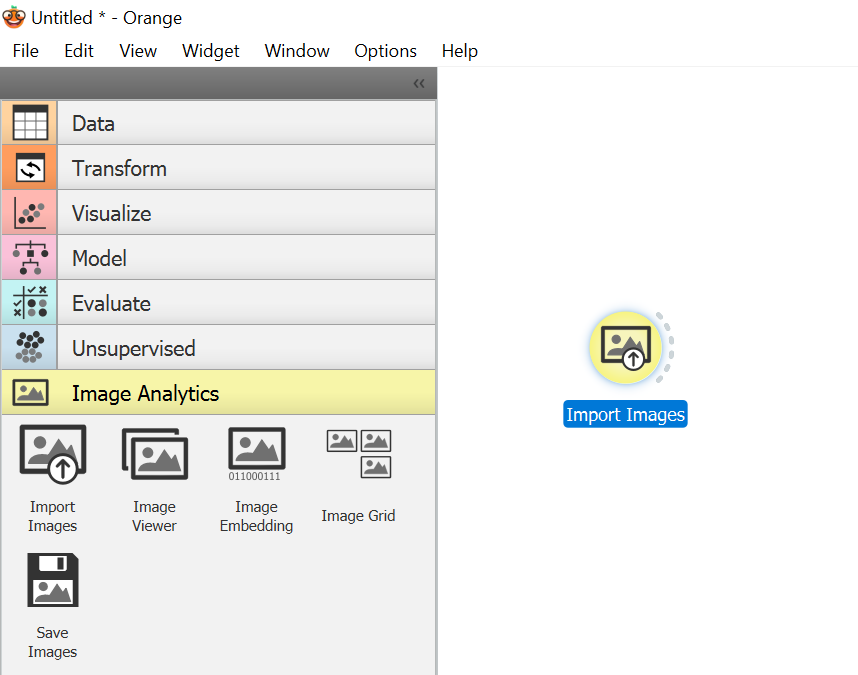 Untitled * - Orange
File Edit View Widget Window Options Help
«
Data
Transform
Visualize
Model
Evaluate
Unsupervised
Image Analytics
011000111
Import Images
Image Viewer
Image Embedding
Image Grid
Save Images
Import Images